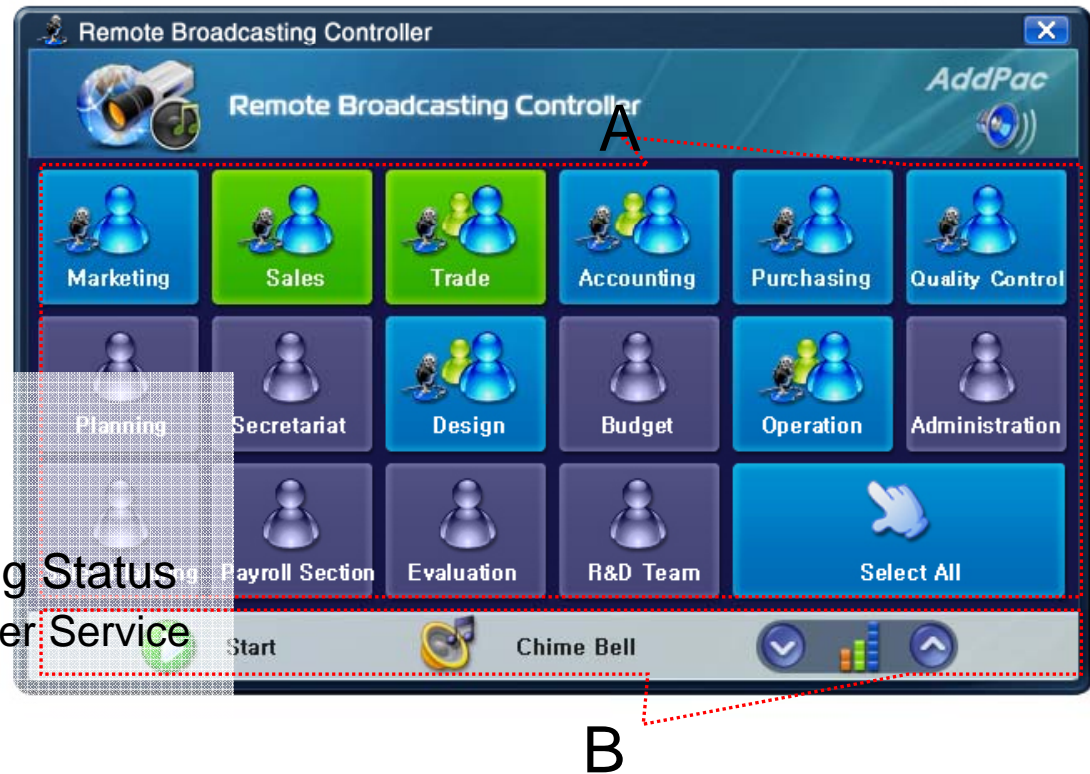 Remote Broadcasting Controller
Remote Broadcasting Controller
AddPac
A
Marketing
Sales
Trade
Accounting
Purchasing
Quality Control
Planning
Secretariat
Design
Budget
Operation
Administration
Payroll Section
Evaluation
R&D Team
Select All
g Status
er Service
Start
Chime Bell
B